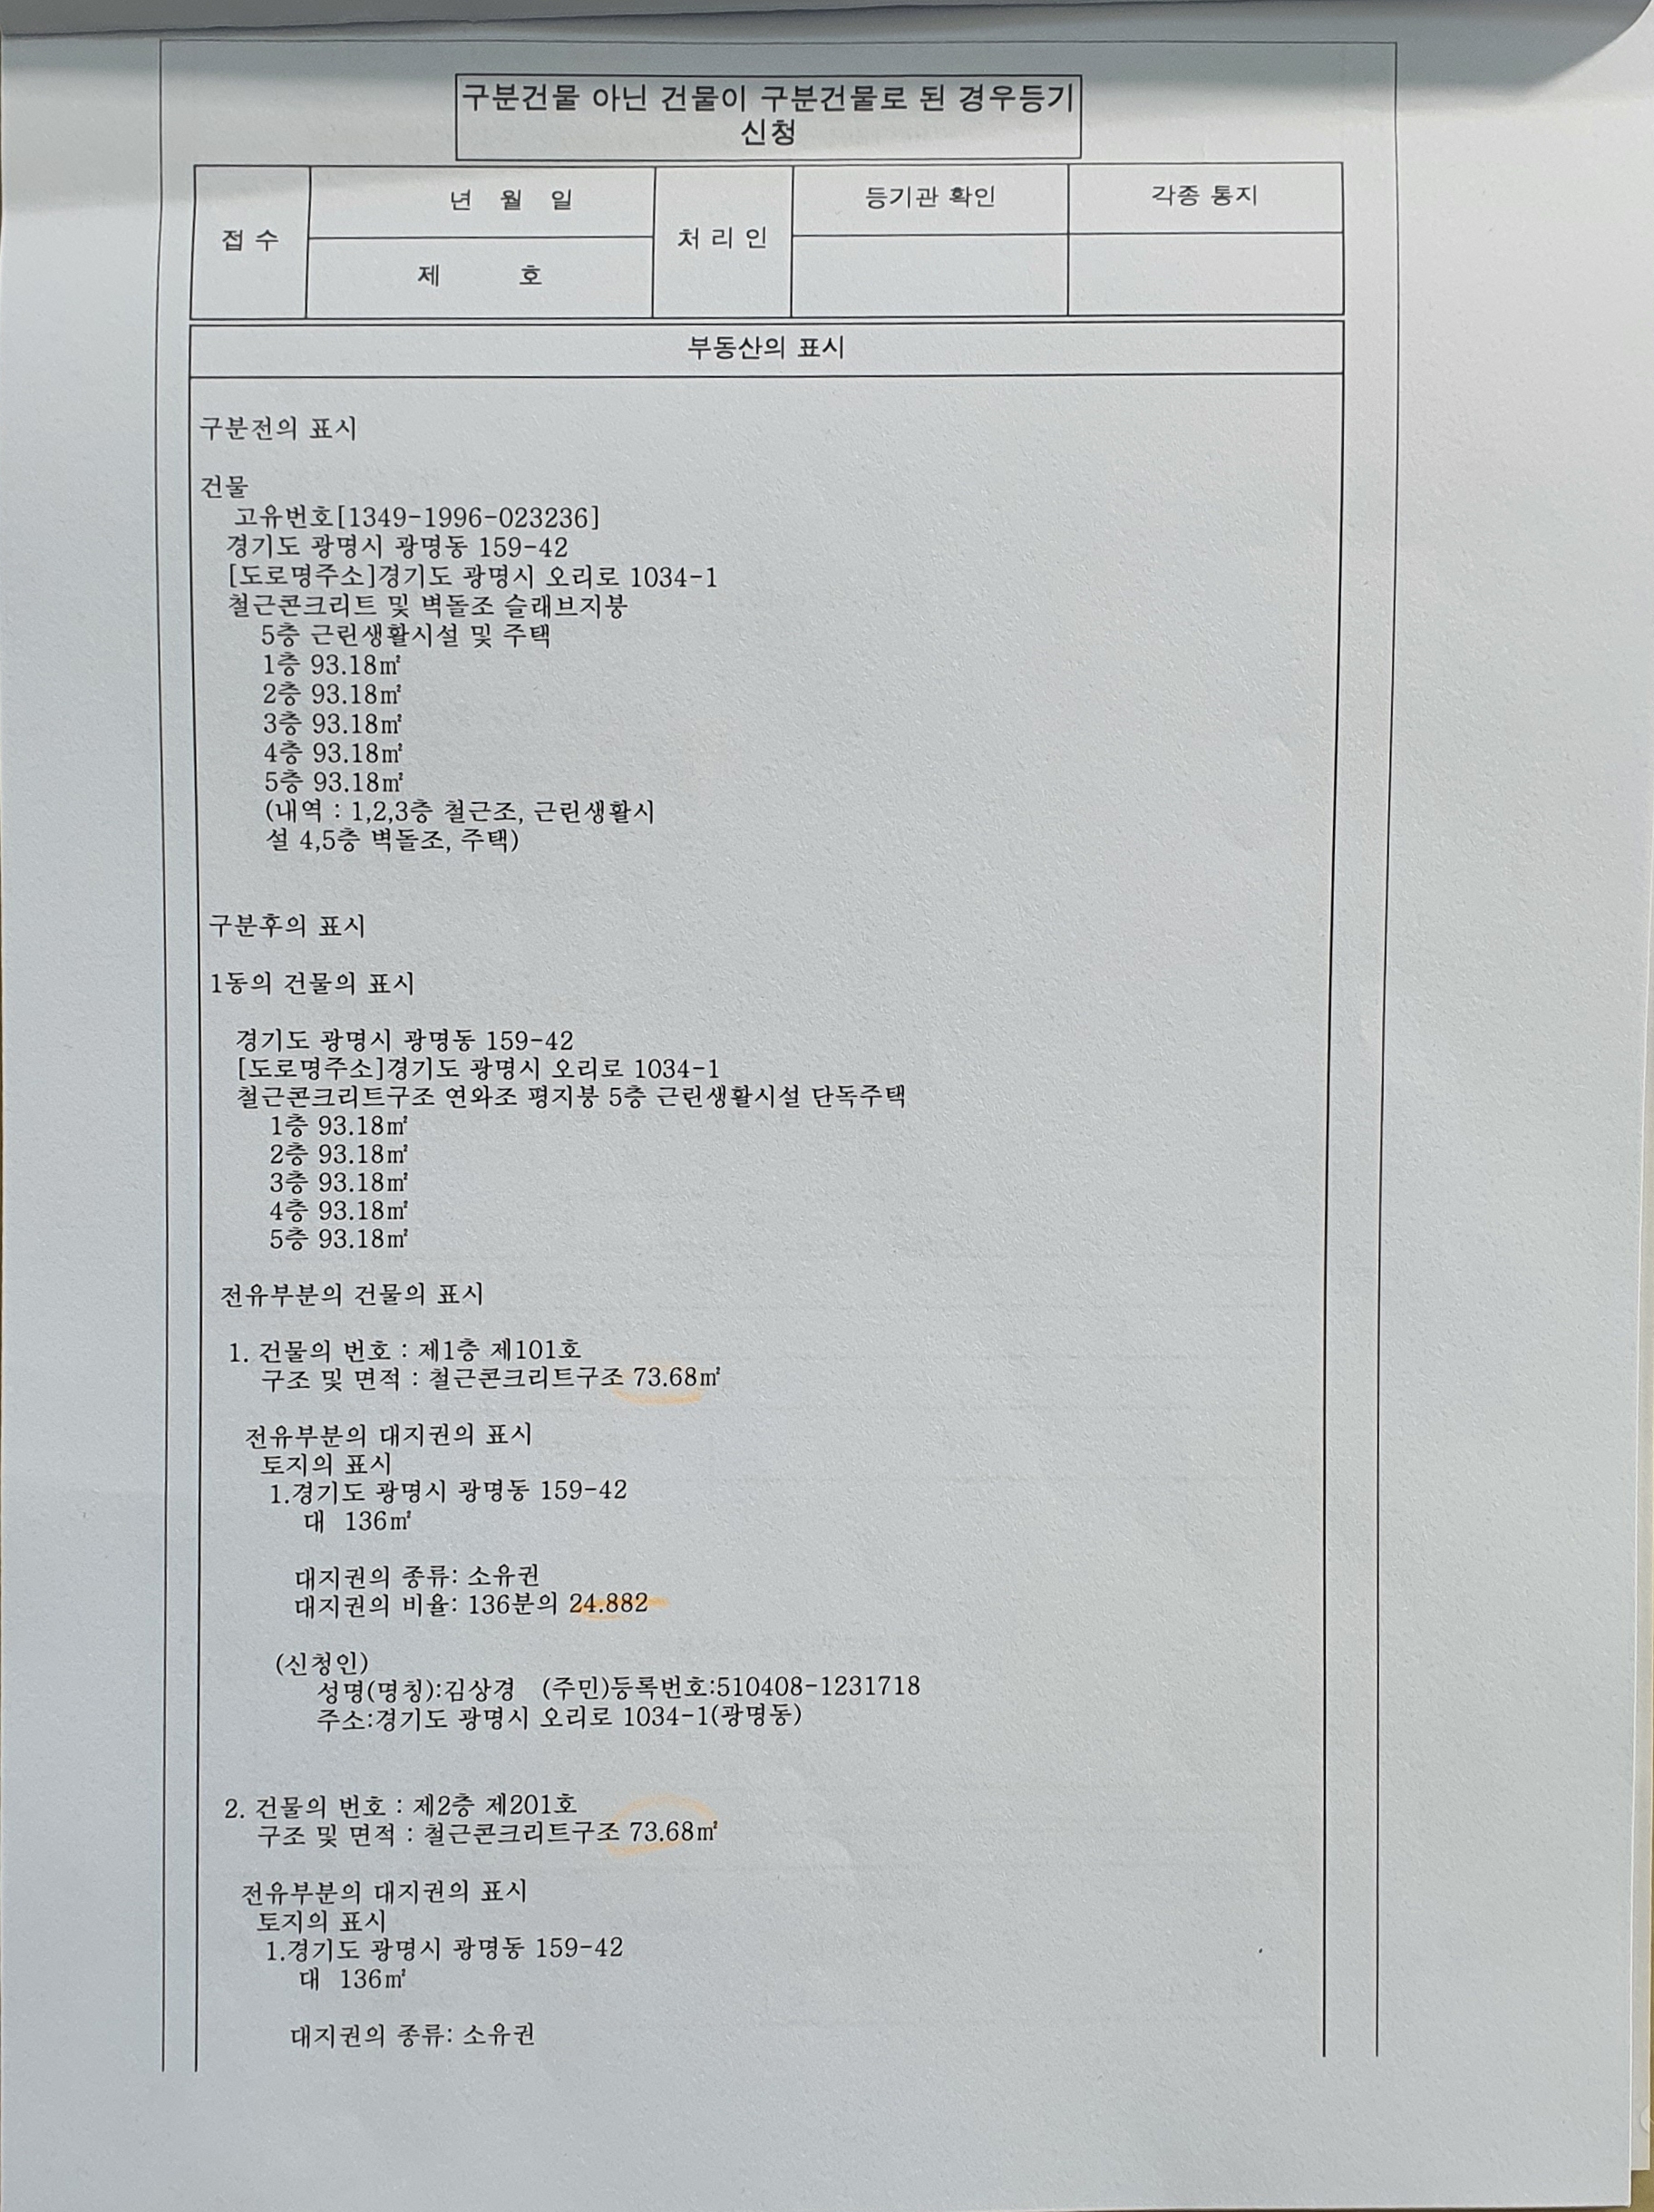 구분건물 아닌 건물이 구분건물로 된 경우등기
신청
접 수
년 월 일
제 호
처 리 인
등기관 확인
각종 통지
부동산의 표시
구분전의 표시
건물
고유번호[1349-1996-023236]
경기도 광명시 광명동 159-42
[도로명주소]경기도 광명시 오리로 1034-1
철근콘크리트 및 벽돌조 슬래브지붕
5층 근린생활시설 및 주택
1층 93.18㎡
2층 93.18㎡
3층 93.18㎡
4층 93.18㎡
5층 93.18㎡
(내역 : 1,2,3층 철근조, 근린생활시
설 4,5층 벽돌조, 주택)
구분후의 표시
1동의 건물의 표시
경기도 광명시 광명동 159-42
[도로명주소]경기도 광명시 오리로 1034-1
철근콘크리트구조 연와조 평지붕 5층 근린생활시설 단독주택
1층 93.18㎡
2층 93.18㎡
3층 93.18㎡
4층 93.18㎡
5층 93.18㎡
전유부분의 건물의 표시
1. 건물의 번호 : 제1층 제101호
구조 및 면적 : 철근콘크리트구조 73.68㎡
전유부분의 대지권의 표시
토지의 표시
1.경기도 광명시 광명동 159-42
대 136㎡
대지권의 종류: 소유권
대지권의 비율: 136분의 24.882
(신청인)
성명(명칭):김상경 (주민)등록번호:510408-1231718
주소:경기도 광명시 오리로 1034-1(광명동)
2. 건물의 번호 : 제2층 제201호
구조 및 면적 : 철근콘크리트구조 73.68㎡
전유부분의 대지권의 표시
토지의 표시
1.경기도 광명시 광명동 159-42
대 136㎡
대지권의 종류: 소유권